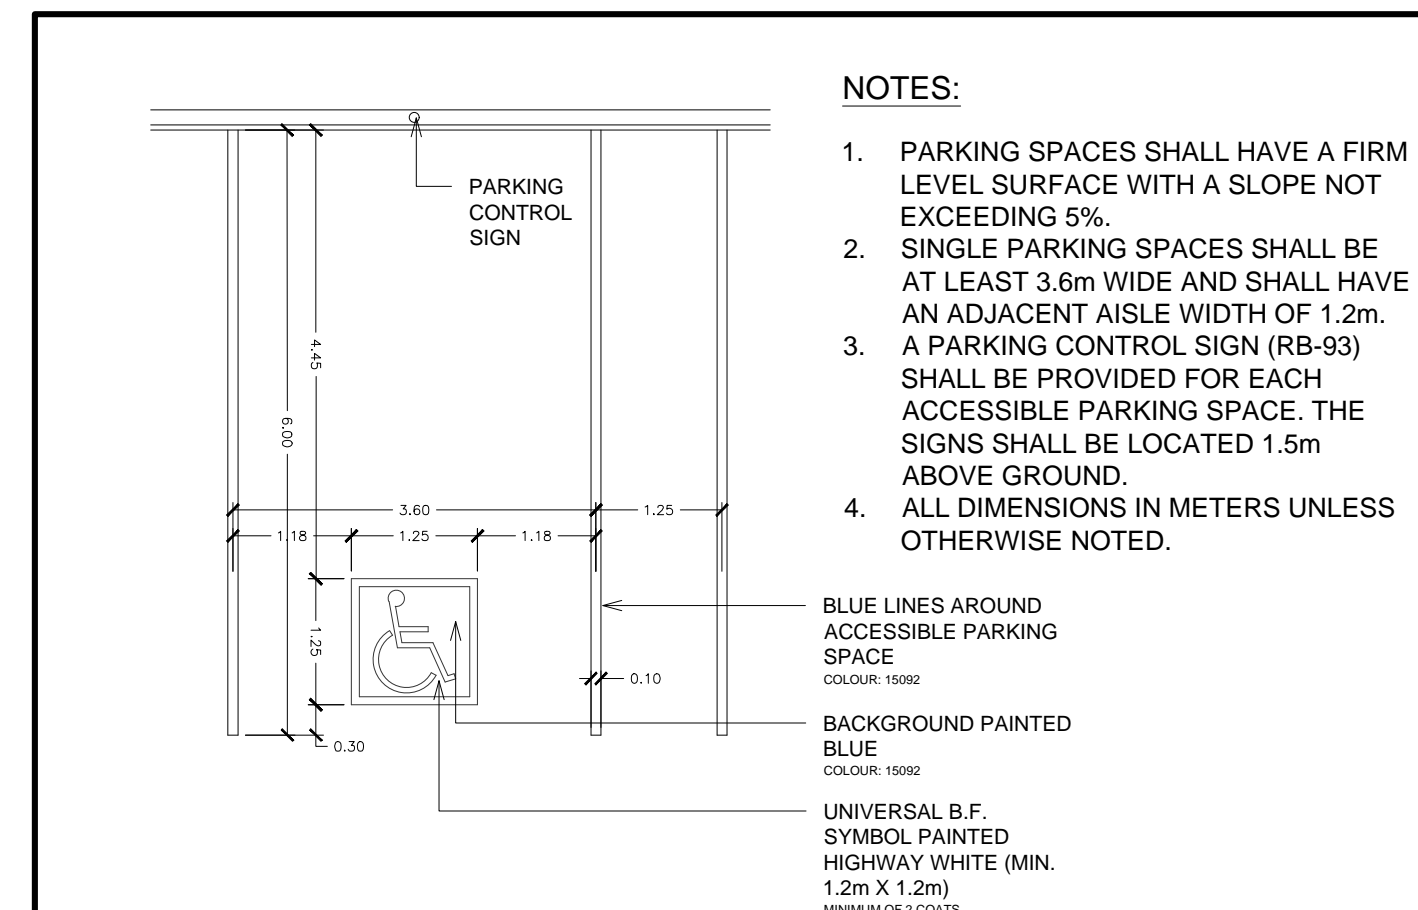 NOTES:
1. PARKING SPACES SHALL HAVE A FIRM
LEVEL SURFACE WITH A SLOPE NOT
EXCEEDING 5%.
2. SINGLE PARKING SPACES SHALL BE
AT LEAST 3.6m WIDE AND SHALL HAVE
AN ADJACENT AISLE WIDTH OF 1.2m.
3. A PARKING CONTROL SIGN (RB-93)
SHALL BE PROVIDED FOR EACH
ACCESSIBLE PARKING SPACE. THE
SIGNS SHALL BE LOCATED 1.5m
ABOVE GROUND.
4. ALL DIMENSIONS IN METERS UNLESS
OTHERWISE NOTED.
PARKING
CONTROL
SIGN
4.45
6.00
3.60
1.25
1.18
1.25
1.18
1.25
0.10
0.30
BLUE LINES AROUND
ACCESSIBLE PARKING
SPACE
COLOUR: 15092
BACKGROUND PAINTED
BLUE
COLOUR: 15092
UNIVERSAL B.F.
SYMBOL PAINTED
HIGHWAY WHITE (MIN.
1.2m X 1.2m)
MINIMUM OF 2 COATS